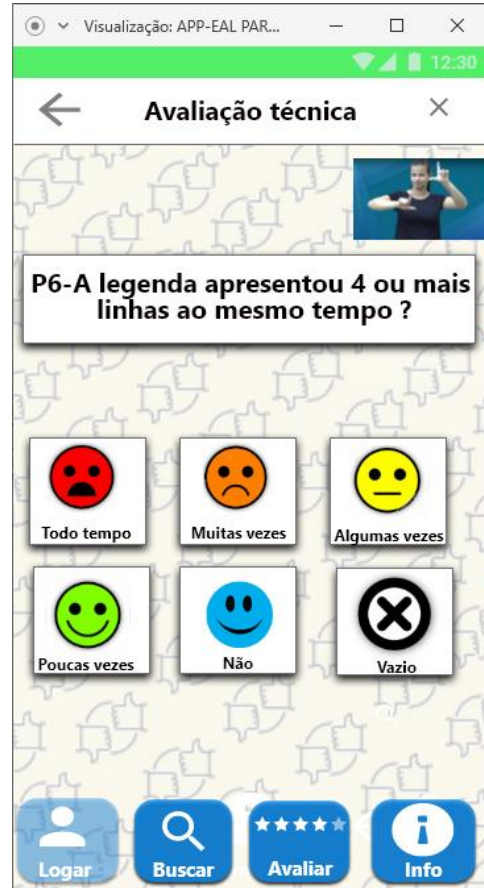 Visualização: APP-EAL PAR...
12:30
Avaliação técnica
P6-A legenda apresentou 4 ou mais
linhas ao mesmo tempo ?
Todo tempo
Muitas vezes
Algumas vezes
Poucas vezes
Não
Vazio
Logar
Buscar
Avaliar
Info